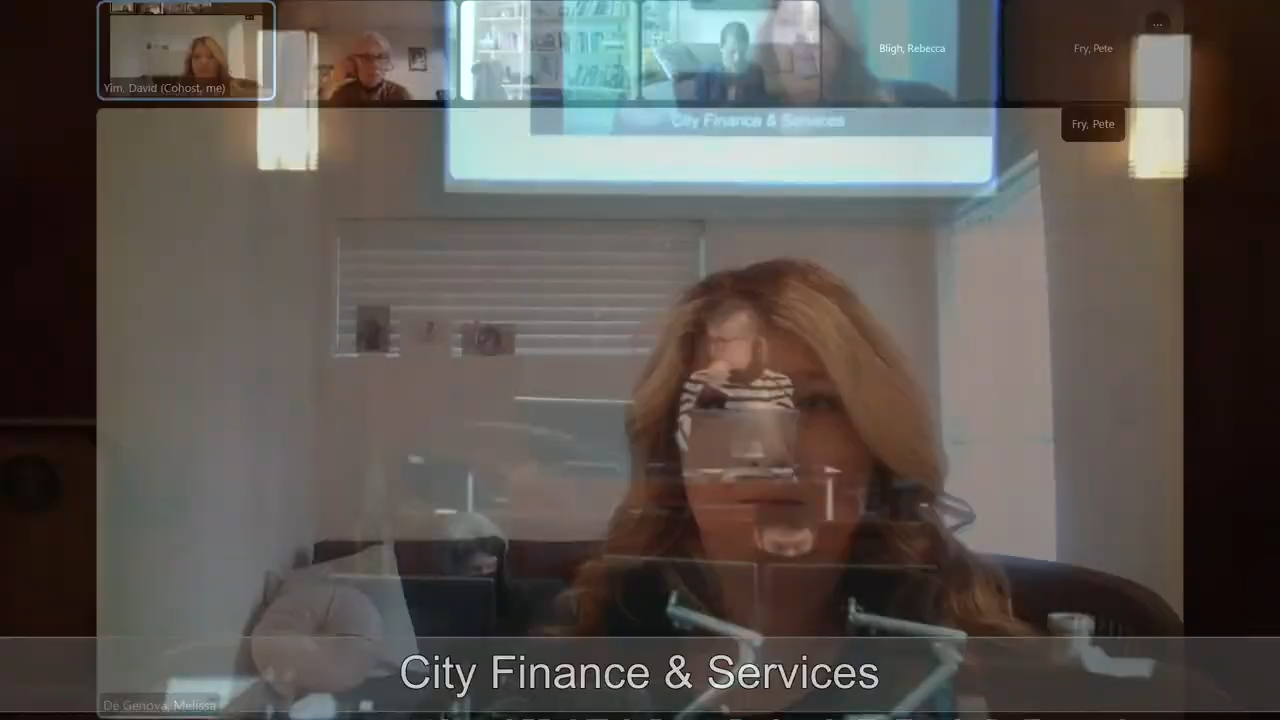 ...
Yim, David (Cohost, me)
Bligh, Rebecca
Fry, Pete
Fry, Pete
City Finance & Services
City Finance & Services
De Genova, Melissa